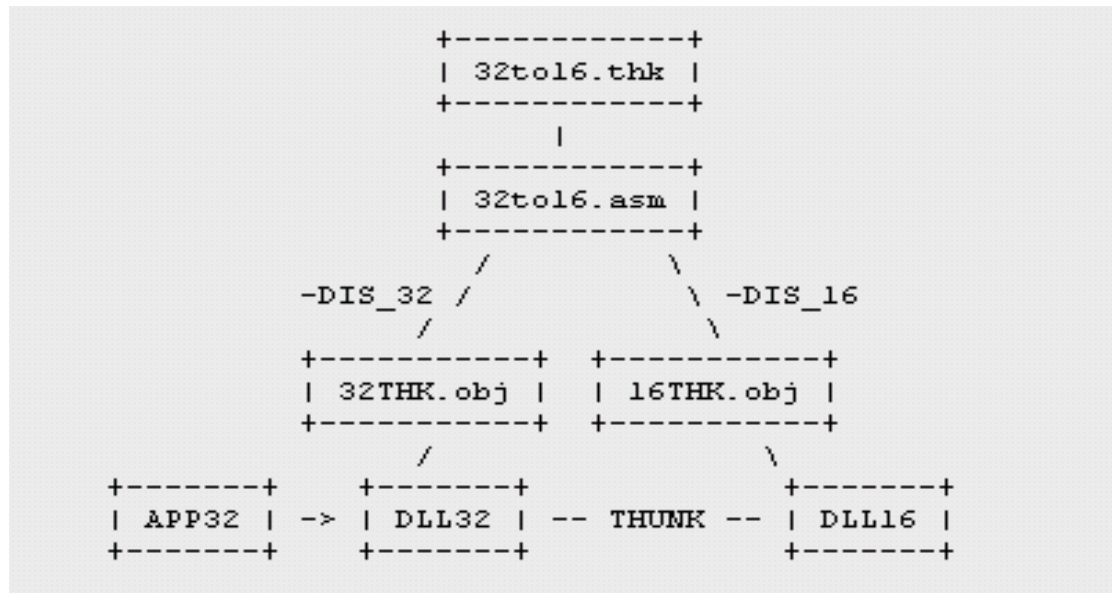 +------------+
| 32to16.thk |
+------------+
|
+------------+
| 32to16.asm |
+------------+
/ \
-DIS_32 / \ -DIS_16
/ \
+-----------+ +-----------+
| 32THK.obj | | 16THK.obj |
+-----------+ +-----------+
/ \
+-------+ +-------+ +-------+
| APP32 | -> | DLL32 | -- THUNK -- | DLL16 |
+-------+ +-------+ +-------+